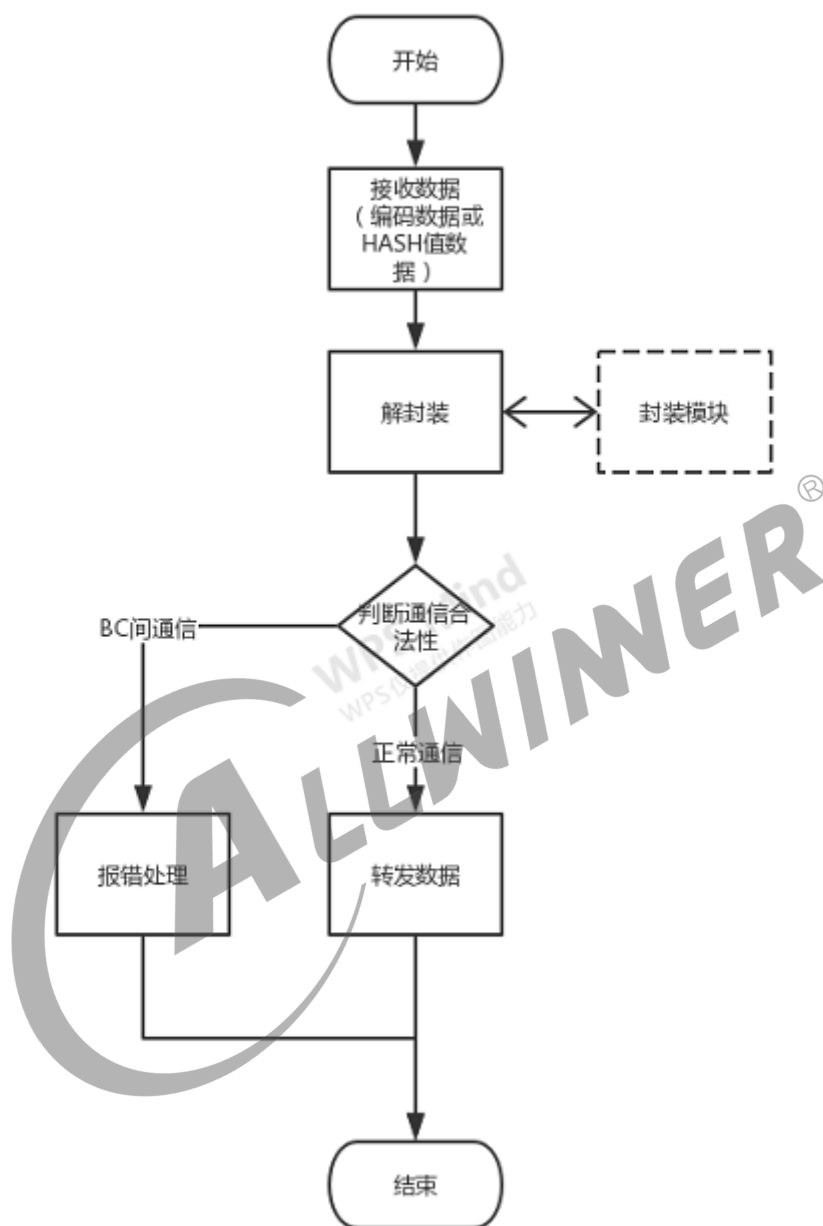 开始
接收数据
（编码数据或
HASH值数
据）
解封装
封装模块
判断通信合
法性
BC问通信
正常通信
报错处理
转发数据
结束
ALLWINNER®